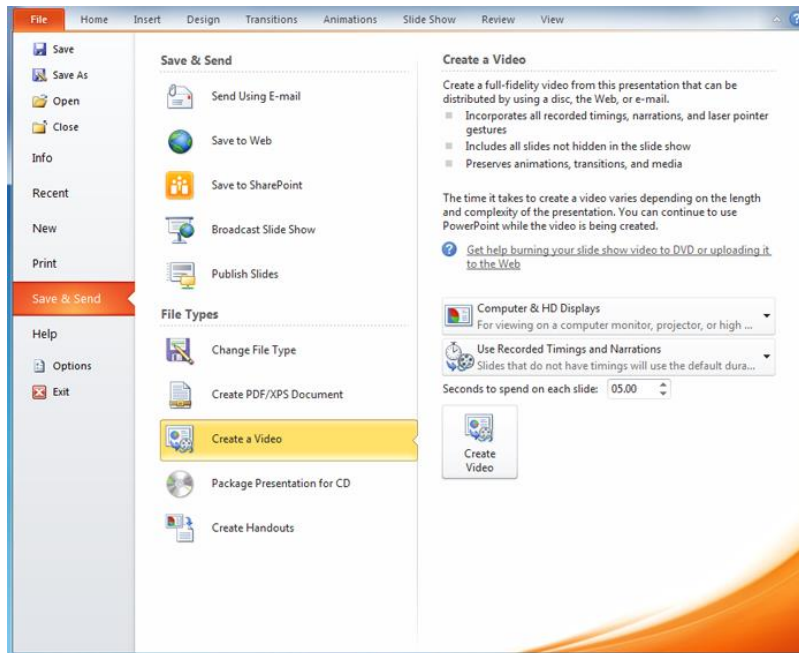 File Home Insert Design Transitions Animations Slide Show Review View
Save
Save As
Open
Close
Info
Recent
New
Print
Save & Send
Help
Options
Exit
Save & Send
Send Using E-mail
Save to Web
Save to SharePoint
Broadcast Slide Show
Publish Slides
File Types
Change File Type
Create PDF/XPS Document
Create a Video
Package Presentation for CD
Create Handouts
Create a Video
Create a full-fidelity video from this presentation that can be
distributed by using a disc, the Web, or e-mail.
Incorporates all recorded timings, narrations, and laser pointer
gestures
Includes all slides not hidden in the slide show
Preserves animations, transitions, and media
The time it takes to create a video varies depending on the length
and complexity of the presentation. You can continue to use
PowerPoint while the video is being created.
Get help burning your slide show video to DVD or uploading it
to the Web
Computer & HD Displays
For viewing on a computer monitor, projector, or high ...
Use Recorded Timings and Narrations
Slides that do not have timings will use the default dura...
Seconds to spend on each slide: 05.00
Create
Video